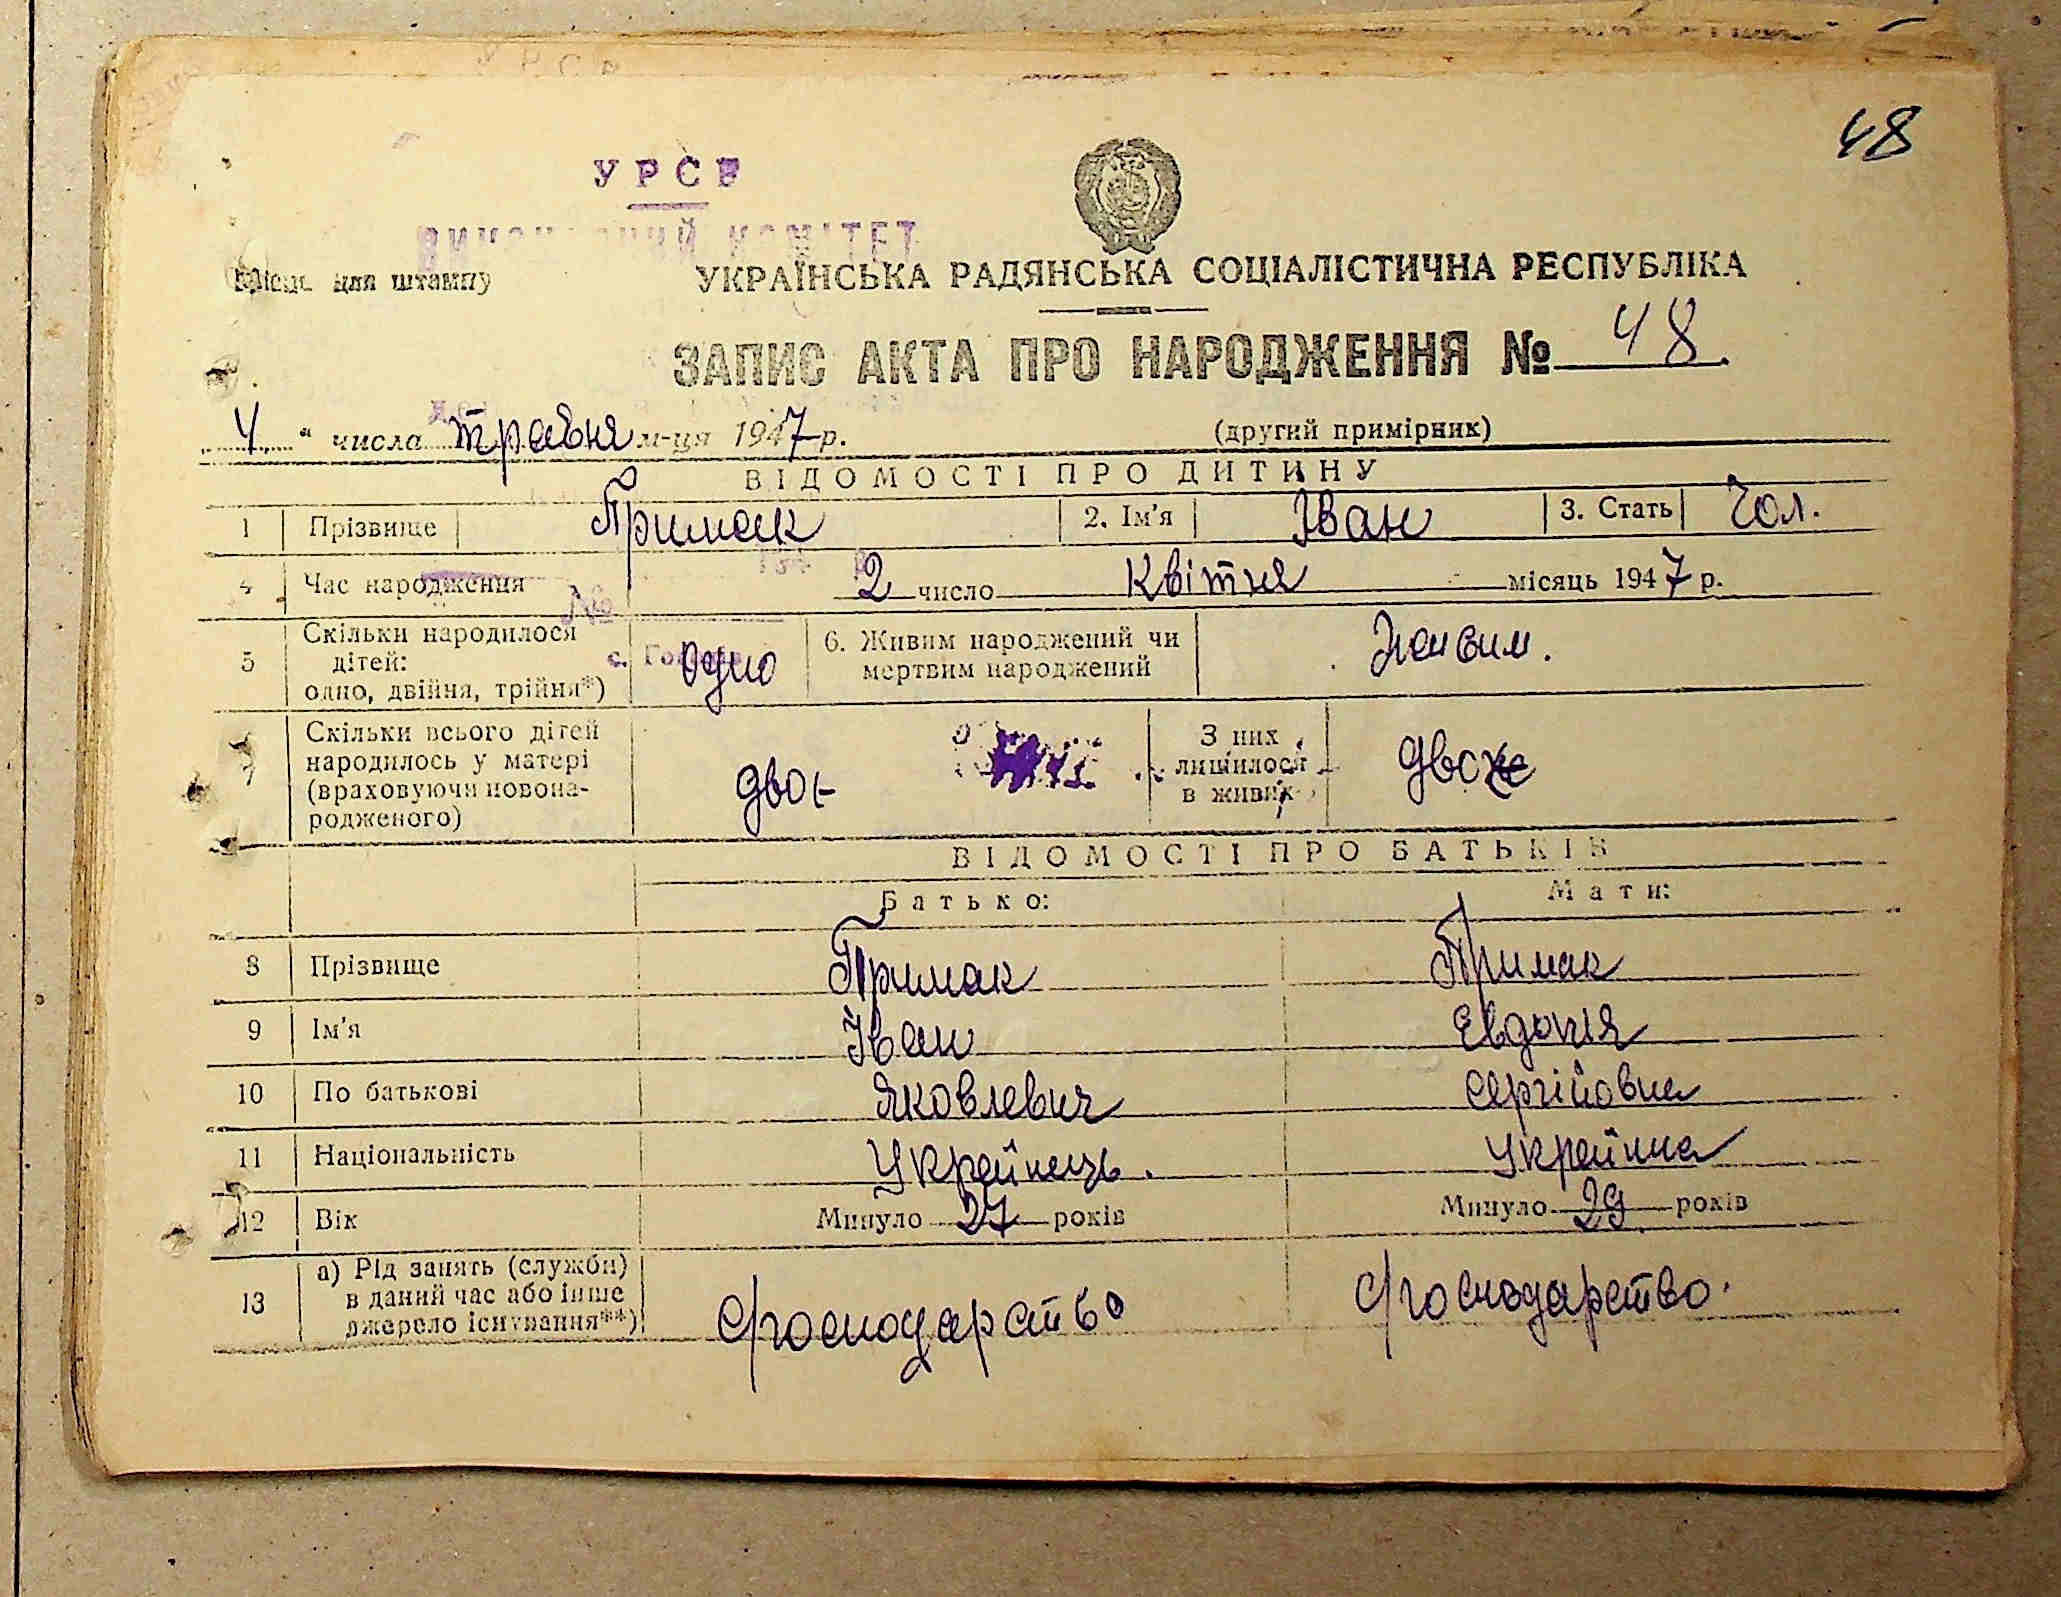 48
УРСР
ВИКОНАВЧИЙ КОМІТЕТ
Місце для штампу
УКРАЇНСЬКА РАДЯНСЬКА СОЦІАЛІСТИЧНА РЕСПУБЛІКА
ЗАПИС АКТА ПРО НАРОДЖЕННЯ № 48.
4 " числа травня м-ця 1947 р.
(другий примірник)
ВІДОМОСТІ ПРО ДИТИНУ
1 Прізвище Примак 2. Ім'я Іван 3. Стать Чол.
4 Час народження 2 число Квітня місяць 1947 р.
№
5 Скільки народилося дітей: одно, двійня, трійня*) одно 6. Живим народжений чи мертвим народжений Живим.
с.
7 Скільки всього дітей народилось у матері (враховуючи новонародженого) двоє З них лишилося в живих двоє
ВІДОМОСТІ ПРО БАТЬКІВ
Батько: Мати:
8 Прізвище Примак Примак
9 Ім'я Іван Евдокія
10 По батькові Яковлевич Сергійовна
11 Національність Украйнець. Украйнка
12 Вік Минуло 27 років Минуло 29 років
13 а) Рід занять (служби) в даний час або інше джерело існування**) с/господарство с/господарство.